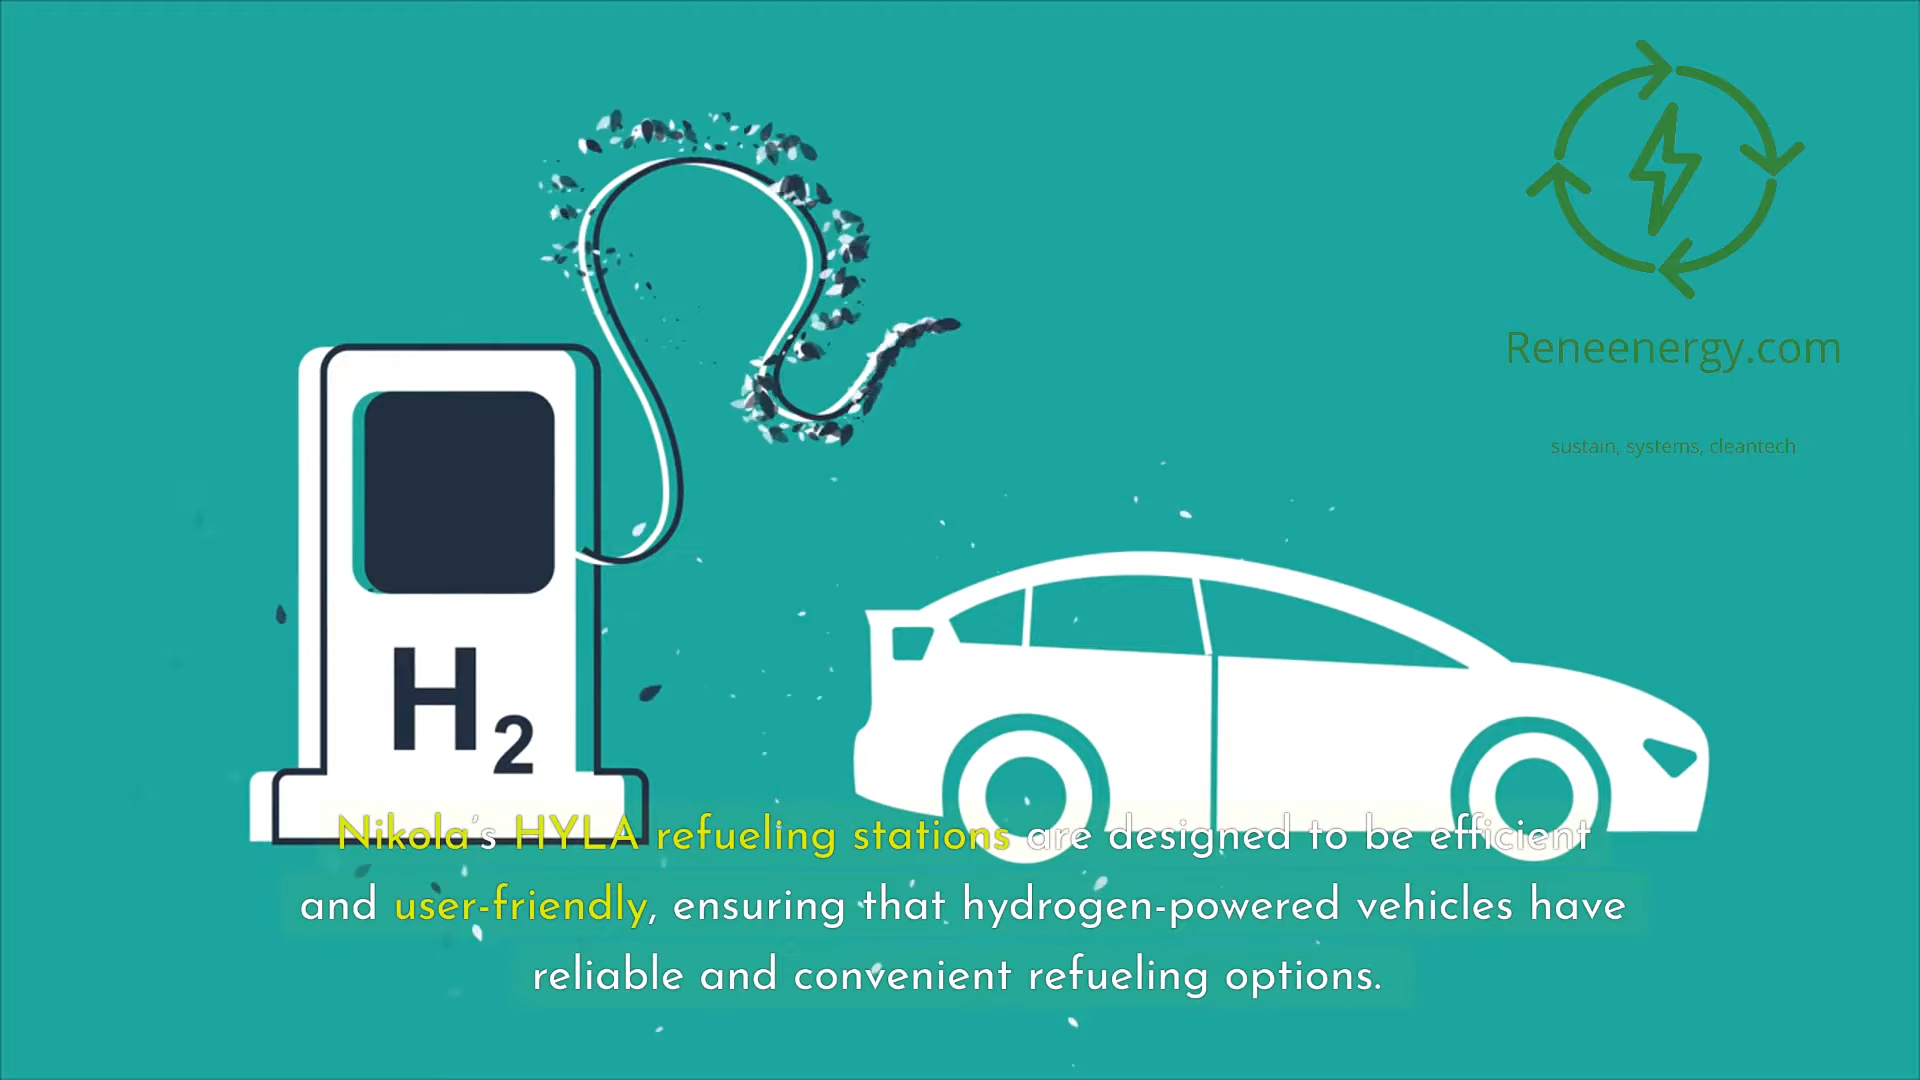 Reneenergy.com
sustain, systems, cleantech
H2
Nikola's HYLA refueling stations are designed to be efficient
and user-friendly, ensuring that hydrogen-powered vehicles have
reliable and convenient refueling options.